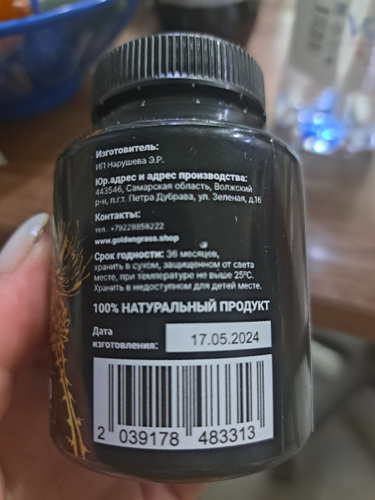 Изготовитель:
ИП Нарушева Э.Р.
Юр.адрес и адрес производства:
443546, Самарская область, Волжский
р-н, п.г.т. Петра Дубрава, ул. Зеленая, д.16
Контакты:
тел. +79228858222
www.goldengrass.shop
Срок годности: 36 месяцев,
хранить в сухом, защищенном от света
месте, при температуре не выше 25°С.
Хранить в недоступном для детей месте.
100% НАТУРАЛЬНЫЙ ПРОДУКТ
Дата
изготовления:
17.05.2024
2 039178 483313